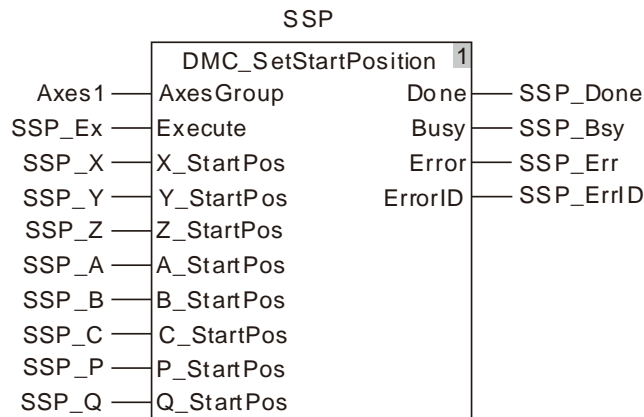 SSP
DMC_SetStartPosition 1
Axes1 AxesGroup Done SSP_Done
SSP_Ex Execute Busy SSP_Bsy
SSP_X X_StartPos Error SSP_Err
SSP_Y Y_StartPos ErrorID SSP_ErrID
SSP_Z Z_StartPos
SSP_A A_StartPos
SSP_B B_StartPos
SSP_C C_StartPos
SSP_P P_StartPos
SSP_Q Q_StartPos